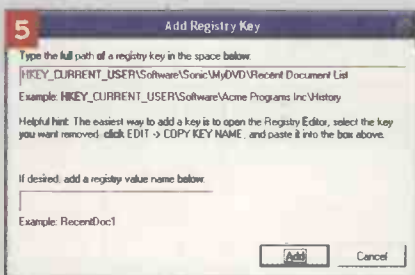 5
Add Registry Key
Type the full path of a registry key in the space below:
HKEY_CURRENT_USER\Software\Sonic\MyDVD\Recent Document List
Example: HKEY_CURRENT_USER\Software\Acme Programs Inc\History
Helpful hint: The easiest way to add a key is to open the Registry Editor, select the key
you want removed, click EDIT -> COPY KEY NAME, and paste it into the box above.
If desired, add a registry value name below:
Example: RecentDoc1
Add
Cancel